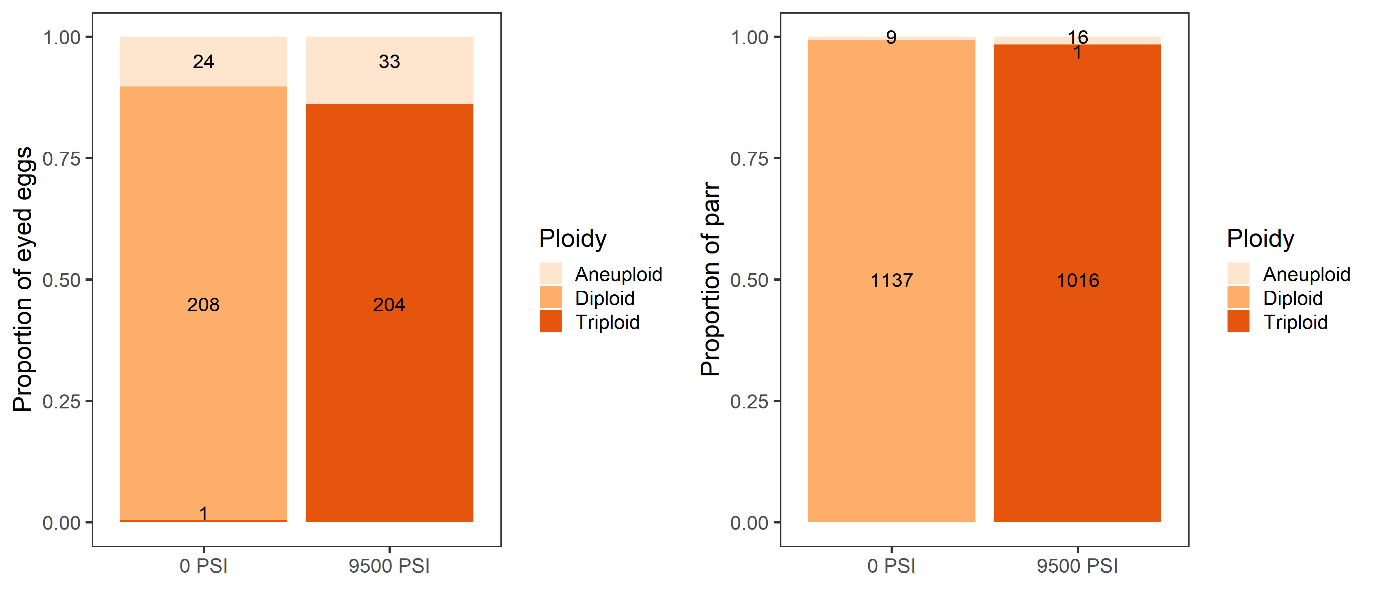 Proportion of eyed eggs
1.00
0.75
0.50
0.25
0.00
24
33
208
204
1
0 PSI
9500 PSI
Ploidy
Aneuploid
Diploid
Triploid
Proportion of parr
1.00
0.75
0.50
0.25
0.00
9
16
1
1137
1016
0 PSI
9500 PSI
Ploidy
Aneuploid
Diploid
Triploid